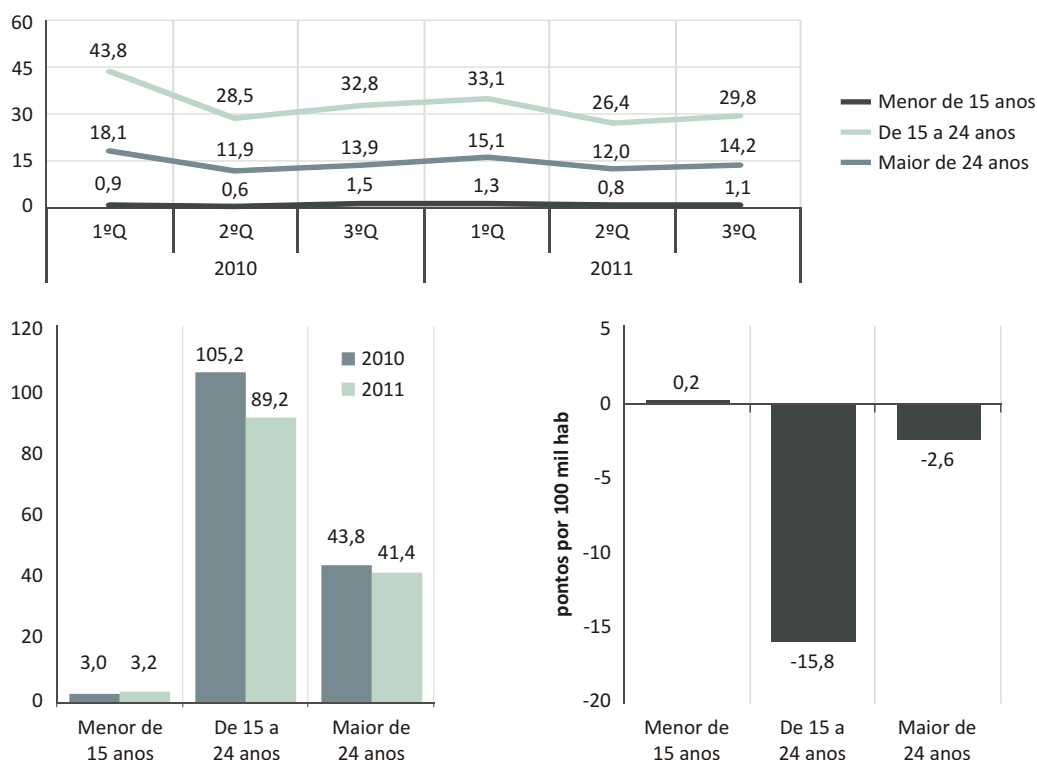 60
45
30
15
0
43,8
28,5
32,8
33,1
26,4
29,8
18,1
11,9
13,9
15,1
12,0
14,2
0,9
0,6
1,5
1,3
0,8
1,1
1ºQ
2ºQ
3ºQ
1ºQ
2ºQ
3ºQ
2010
2011
Menor de 15 anos
De 15 a 24 anos
Maior de 24 anos
120
100
80
60
40
20
0
2010
2011
3,0
3,2
105,2
89,2
43,8
41,4
Menor de
15 anos
De 15 a
24 anos
Maior de
24 anos
pontos por 100 mil hab
5
0
-5
-10
-15
-20
0,2
-15,8
-2,6
Menor de
15 anos
De 15 a
24 anos
Maior de
24 anos